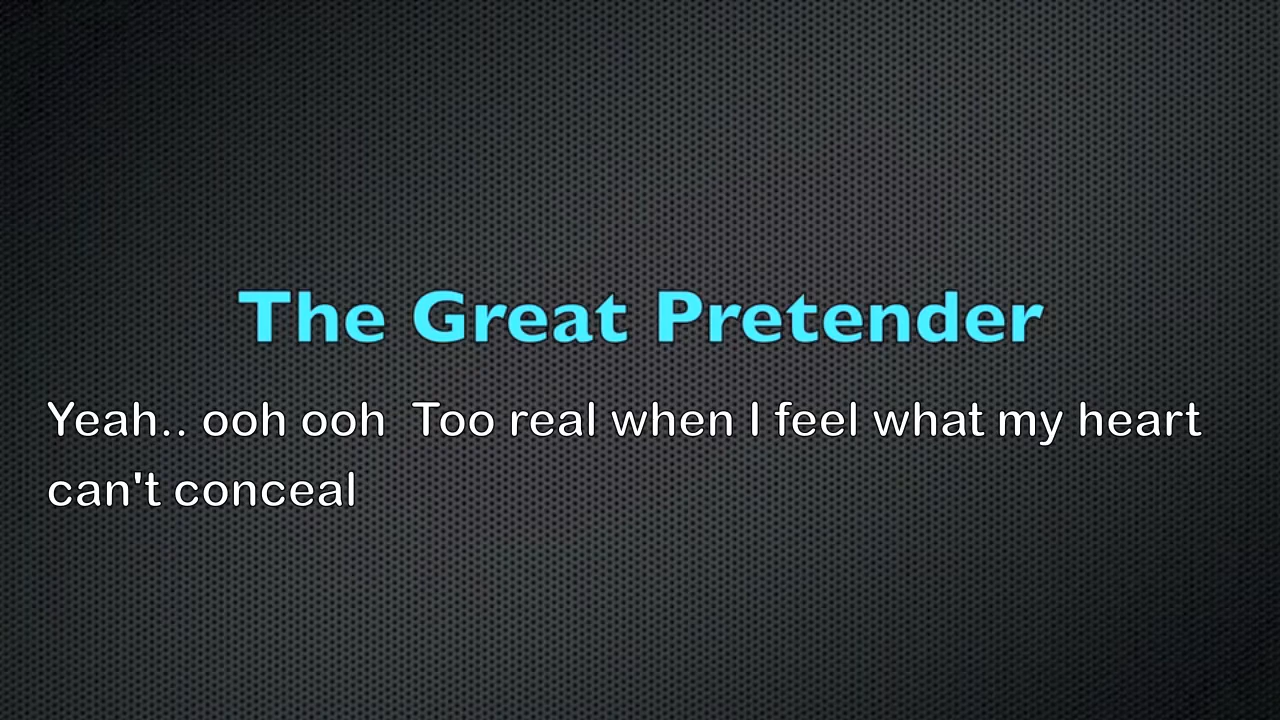 The Great Pretender
Yeah.. ooh ooh  Too real when I feel what my heart
can't conceal